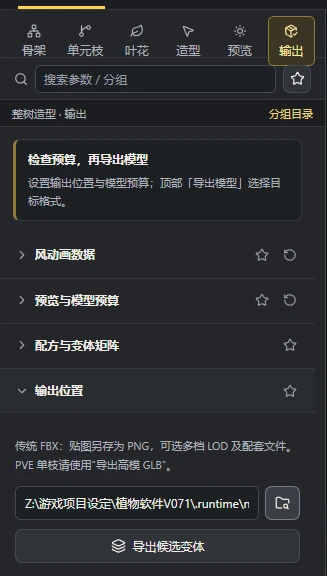 骨架 单元枝 叶花 造型 预览 输出
搜索参数 / 分组
整树造型 · 输出 分组目录
检查预算，再导出模型
设置输出位置与模型预算；顶部「导出模型」选择目
标格式。
风动画数据
预览与模型预算
配方与变体矩阵
输出位置
传统 FBX：贴图另存为 PNG，可选多档 LOD 及配套文件。
PVE 单枝请使用“导出高模 GLB”。
Z:\游戏项目设定\植物软件V071\.runtime\
导出候选变体